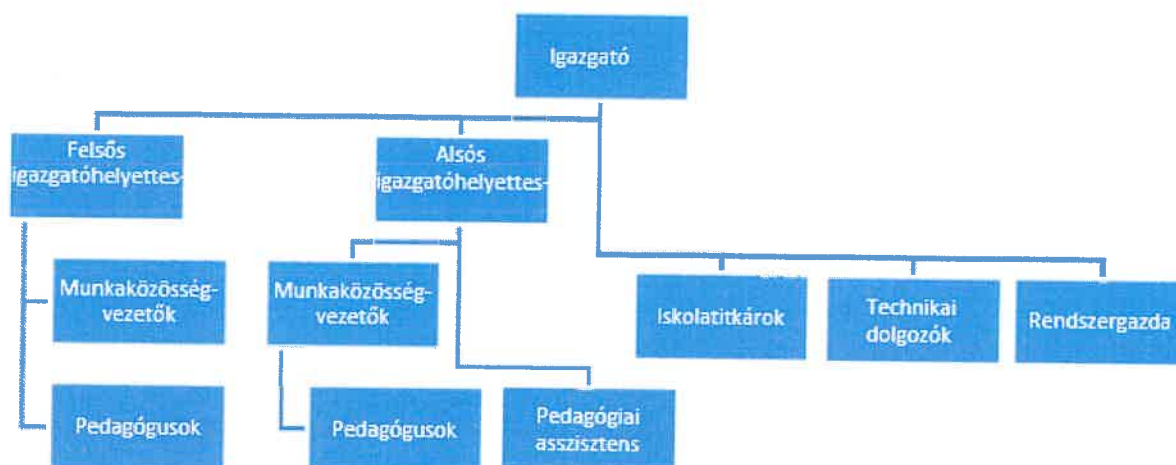 Igazgató
Felsős
igazgatóhelyettes-
Alsós
igazgatóhelyettes-
Munkaközösség-
vezetők
Munkaközösség-
vezetők
Iskolatitkárok
Technikai
dolgozók
Rendszergazda
Pedagógusok
Pedagógusok
Pedagógiai
asszisztens